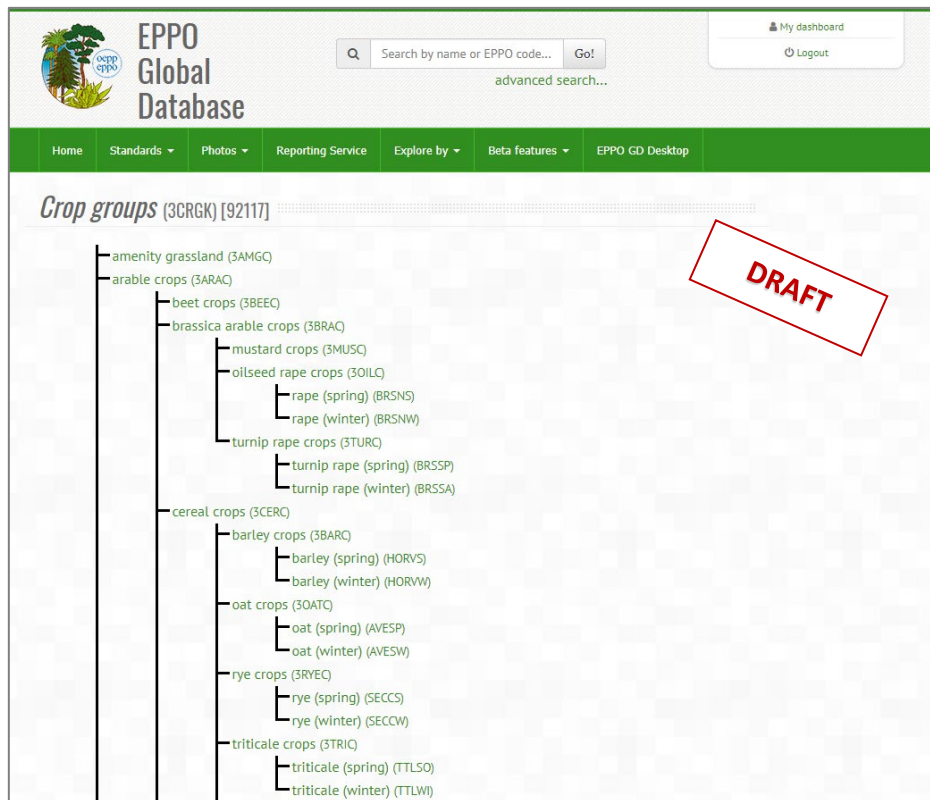 oepp
eppo
EPPO
Global
Database
Search by name or EPPO code... Go!
advanced search...
My dashboard
Logout
Home Standards Photos Reporting Service Explore by Beta features EPPO GD Desktop
Crop groups (3CRGK) [92117]
DRAFT
amenity grassland (3AMGC)
arable crops (3ARAC)
beet crops (3BEEC)
brassica arable crops (3BRAC)
mustard crops (3MUSC)
oilseed rape crops (3OILC)
rape (spring) (BRSNS)
rape (winter) (BRSNW)
turnip rape crops (3TURC)
turnip rape (spring) (BRSSP)
turnip rape (winter) (BRSSA)
cereal crops (3CERC)
barley crops (3BARC)
barley (spring) (HORVS)
barley (winter) (HORVW)
oat crops (3OATC)
oat (spring) (AVESP)
oat (winter) (AVESW)
rye crops (3RYEC)
rye (spring) (SECCS)
rye (winter) (SECCW)
triticale crops (3TRIC)
triticale (spring) (TTLSO)
triticale (winter) (TTLWI)